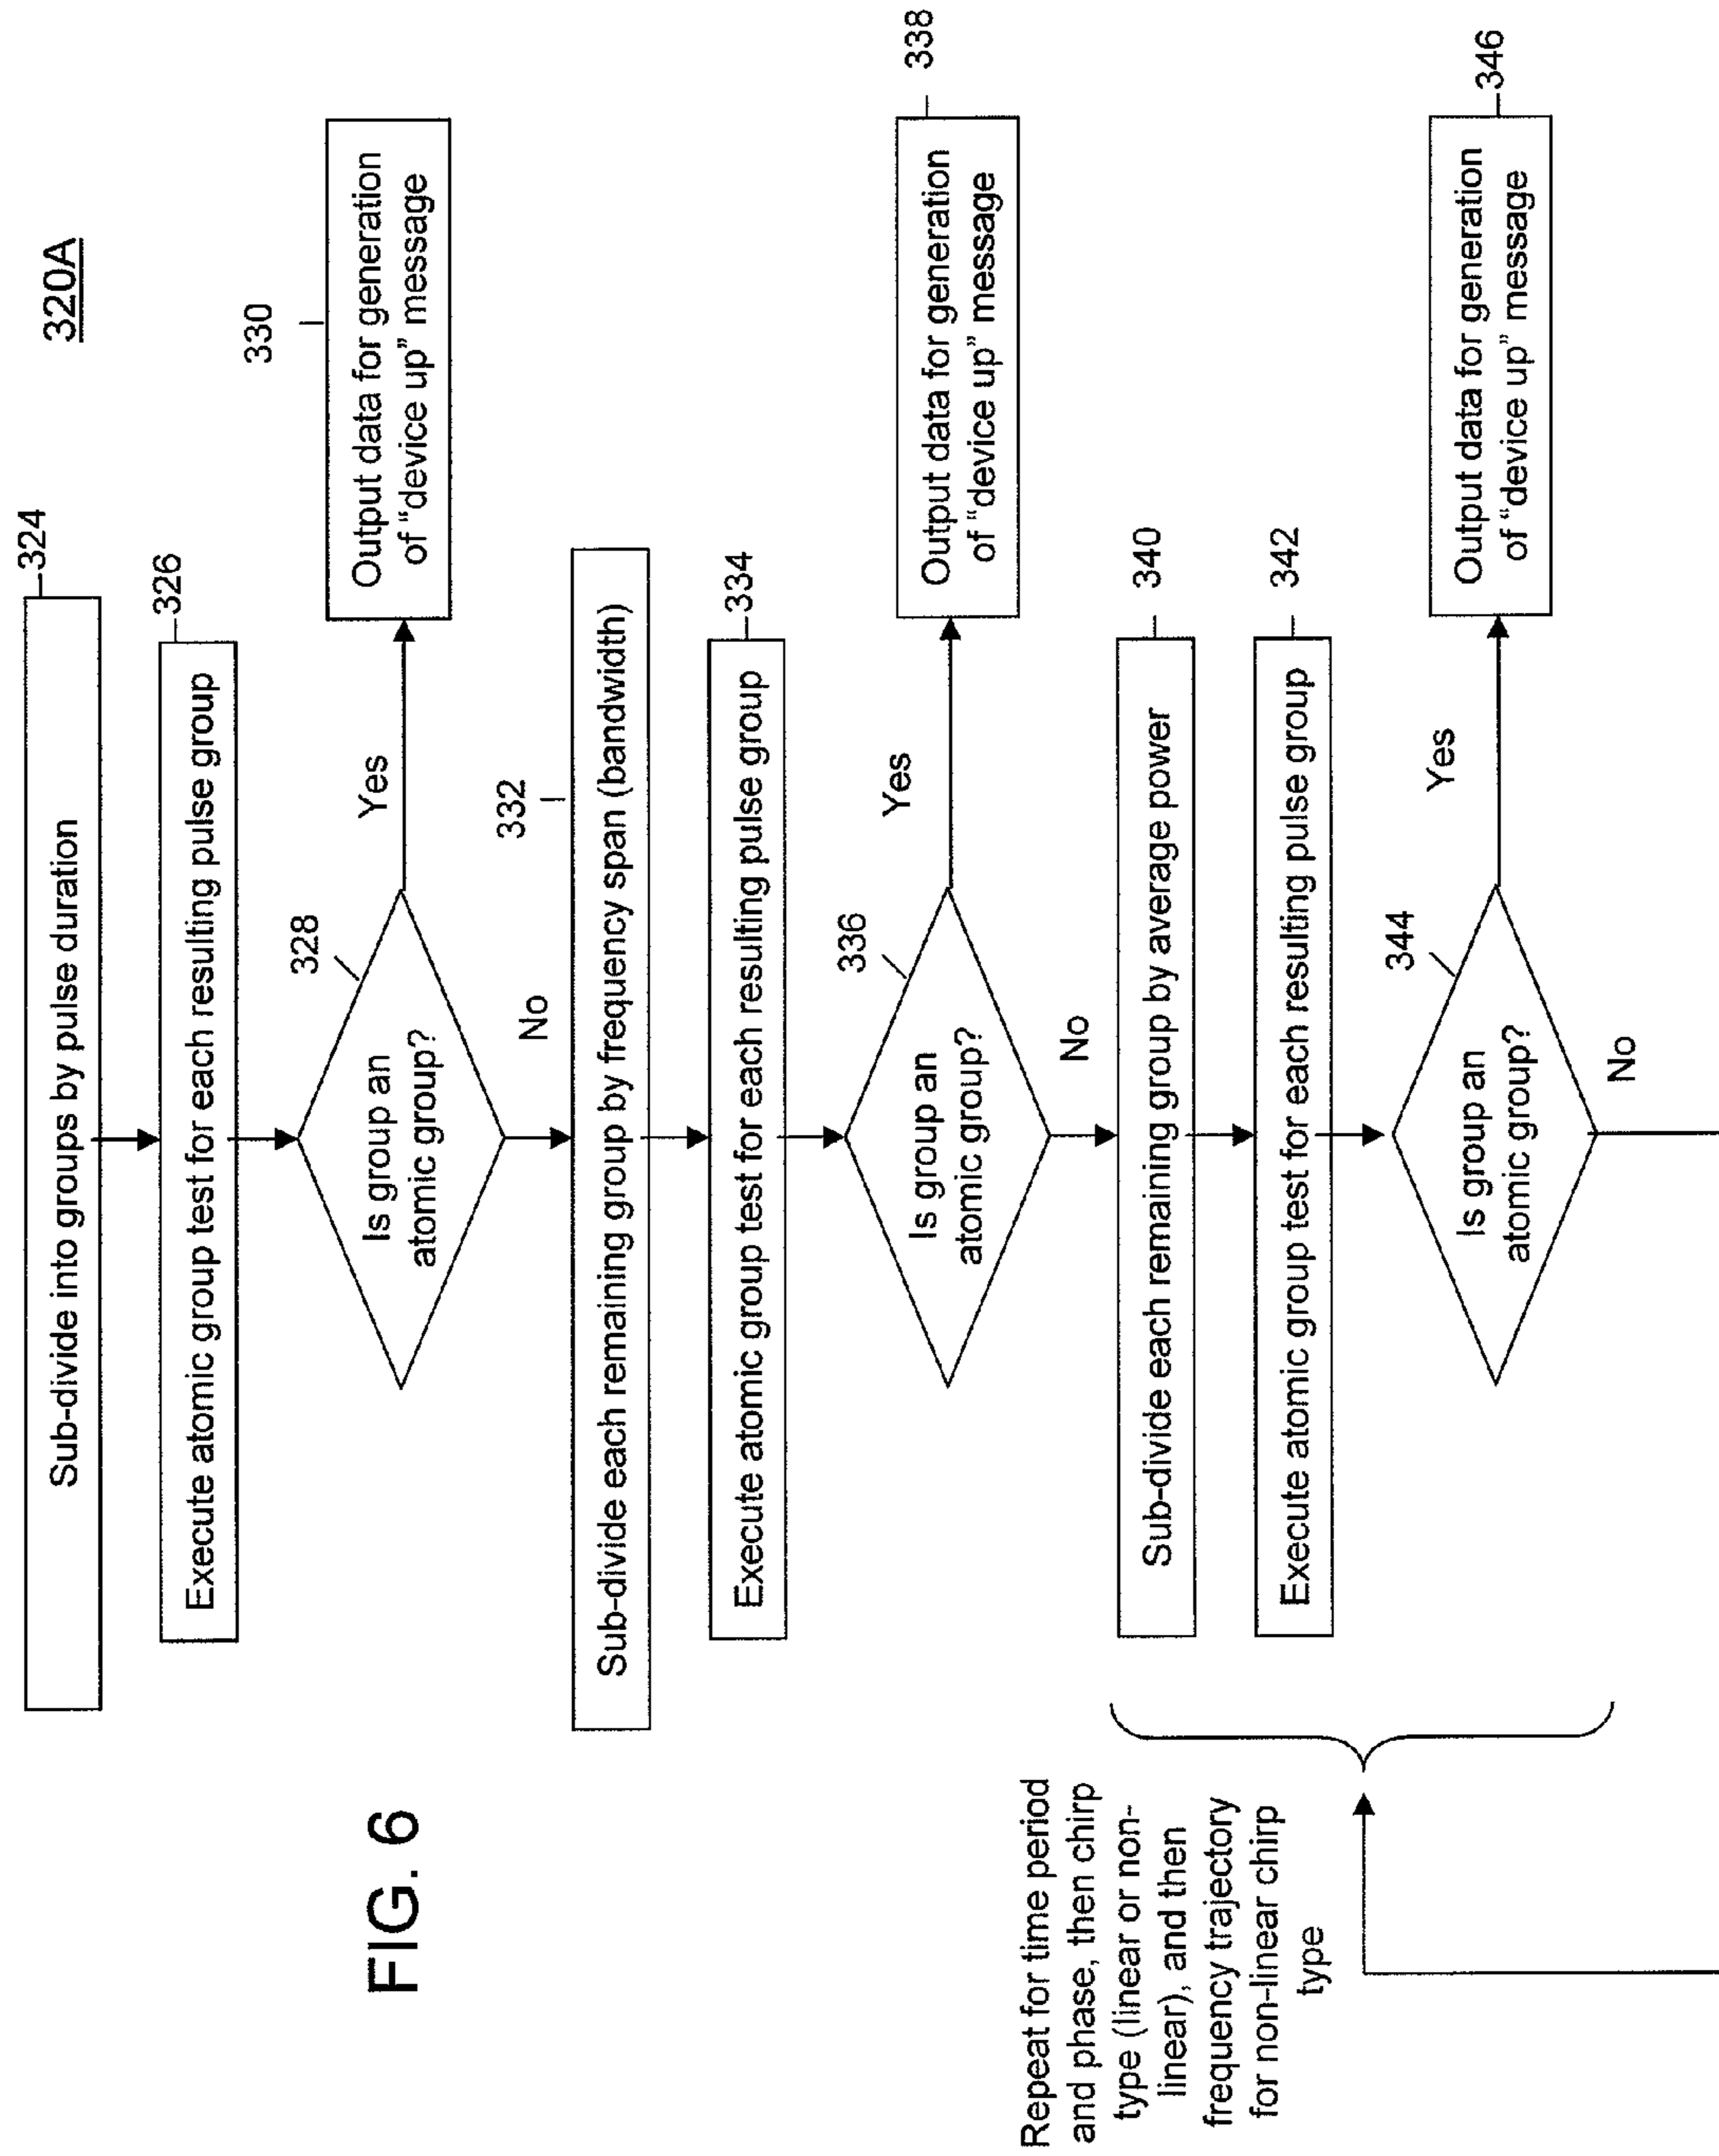 FIG. 6
320A
Sub-divide into groups by pulse duration
324
Execute atomic group test for each resulting pulse group
326
Is group an
atomic group?
328
Yes
330
Output data for generation
of “device up” message
No
332
Sub-divide each remaining group by frequency span (bandwidth)
Execute atomic group test for each resulting pulse group
334
Is group an
atomic group?
336
Yes
338
Output data for generation
of “device up” message
No
Sub-divide each remaining group by average power
340
Execute atomic group test for each resulting pulse group
342
Is group an
atomic group?
344
Yes
346
Output data for generation
of “device up” message
No
Repeat for time period
and phase, then chirp
type (linear or non-
linear), and then
frequency trajectory
for non-linear chirp
type